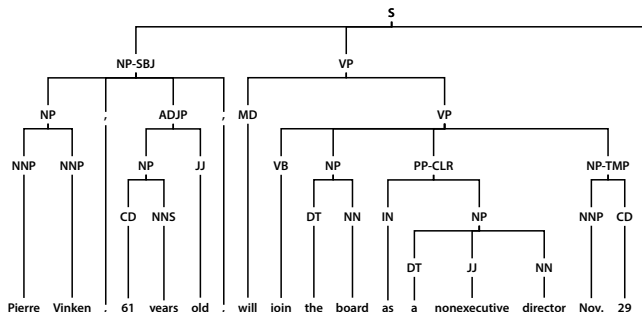 S
NP-SBJ VP
NP , ADJP , MD VP
NNP NNP NP JJ VB NP PP-CLR NP-TMP
CD NNS DT NN IN NP NNP CD
DT JJ NN
Pierre Vinken , 61 years old , will join the board as a nonexecutive director Nov. 29